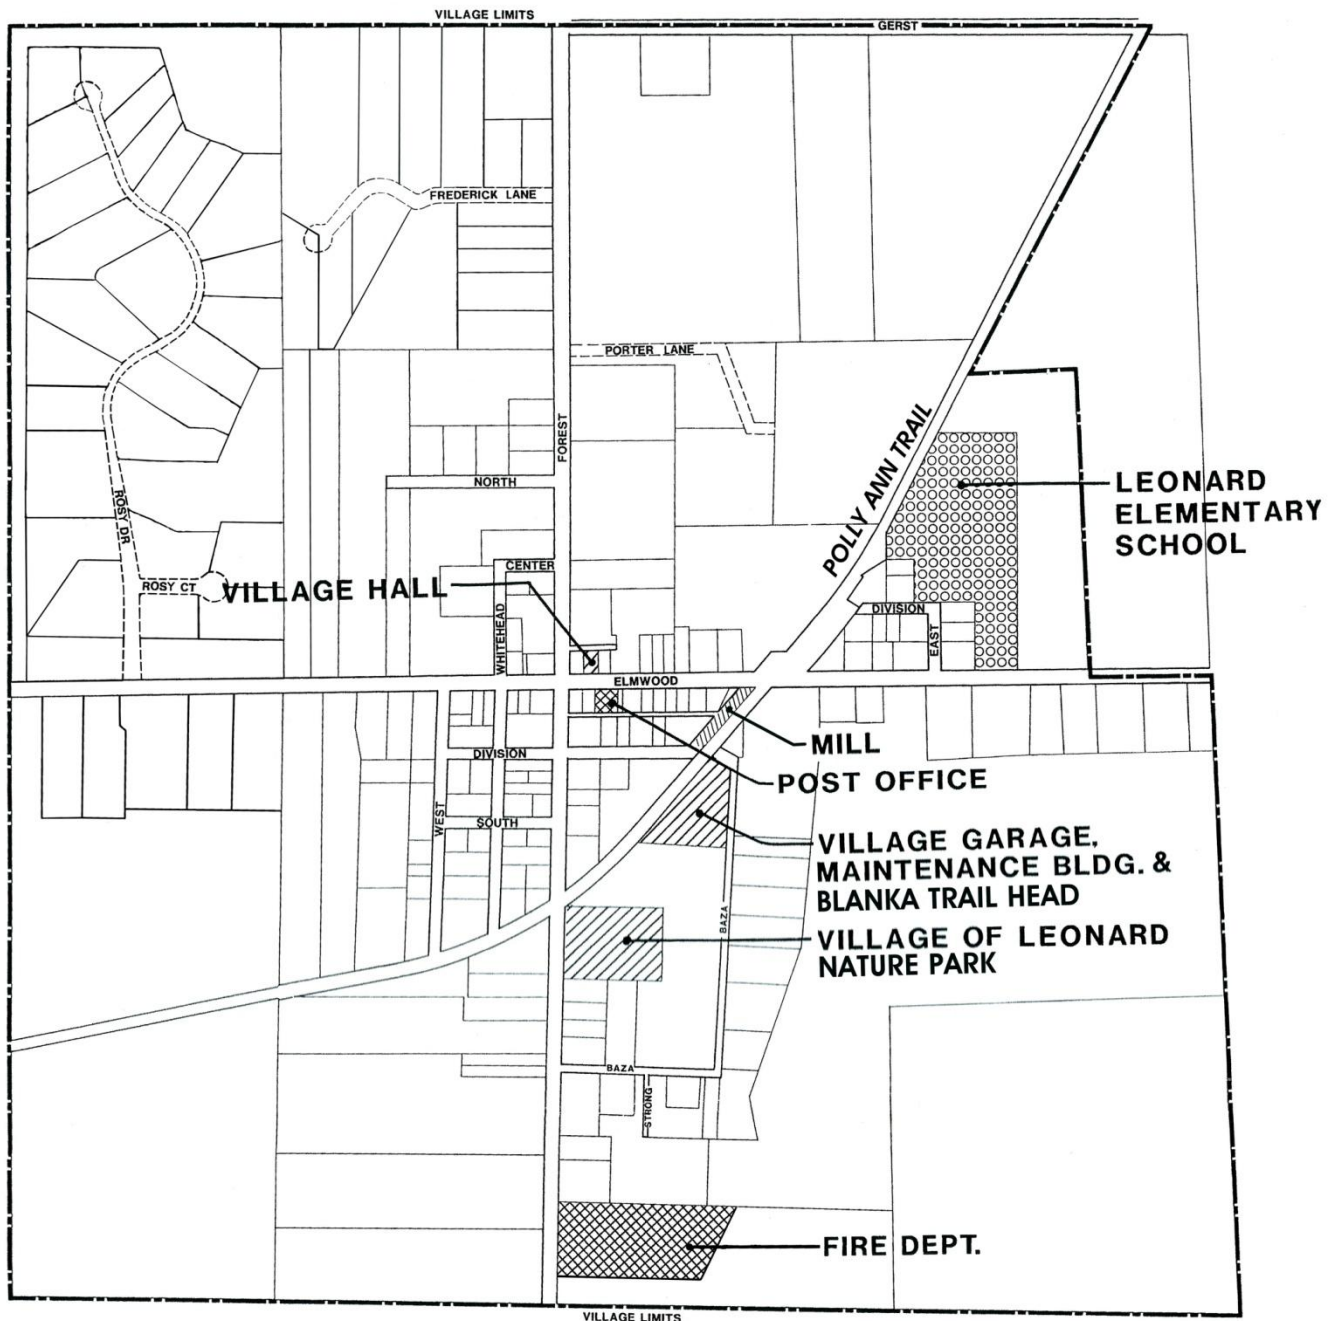 VILLAGE LIMITS
GERST
FREDERICK LANE
PORTER LANE
FOREST
POLLY ANN TRAIL
NORTH
LEONARD
ELEMENTARY
SCHOOL
ROSY DR
CENTER
ROSY CT
VILLAGE HALL
DIVISION
EAST
WHITEHEAD
ELMWOOD
MILL
DIVISION
POST OFFICE
WEST
SOUTH
VILLAGE GARAGE,
MAINTENANCE BLDG. &
BLANKA TRAIL HEAD
BAZA
VILLAGE OF LEONARD
NATURE PARK
BAZA
STRONG
FIRE DEPT.
VILLAGE LIMITS